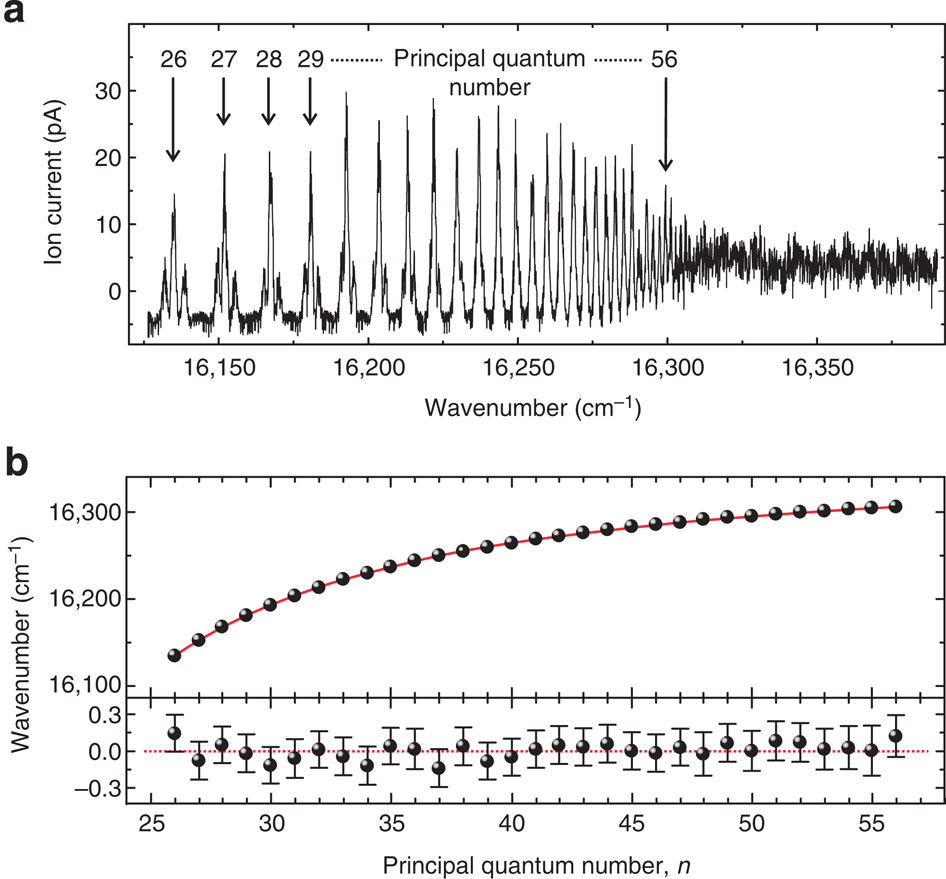 a
26 27 28 29 Principal quantum number 56
30
20
10
0
Ion current (pA)
16,150 16,200 16,250 16,300 16,350
Wavenumber (cm⁻¹)
b
16,300
16,200
16,100
0.3
0.0
−0.3
Wavenumber (cm⁻¹)
25 30 35 40 45 50 55
Principal quantum number, n